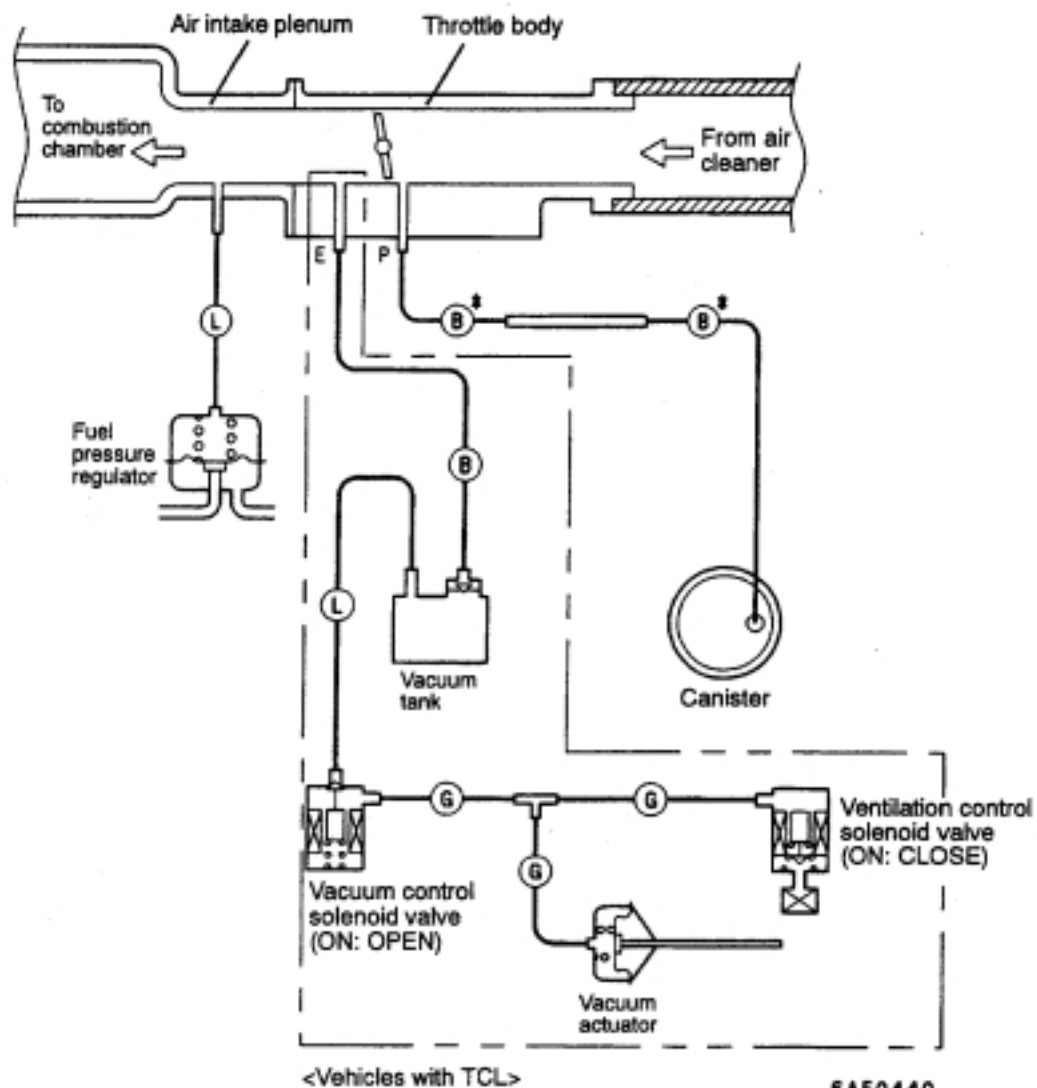 Air intake plenum
Throttle body
To
combustion
chamber
From air
cleaner
E
P
B*
B*
L
Fuel
pressure
regulator
B
L
Vacuum
tank
Canister
G
G
Ventilation control
solenoid valve
(ON: CLOSE)
G
Vacuum control
solenoid valve
(ON: OPEN)
Vacuum
actuator
<Vehicles with TCL>